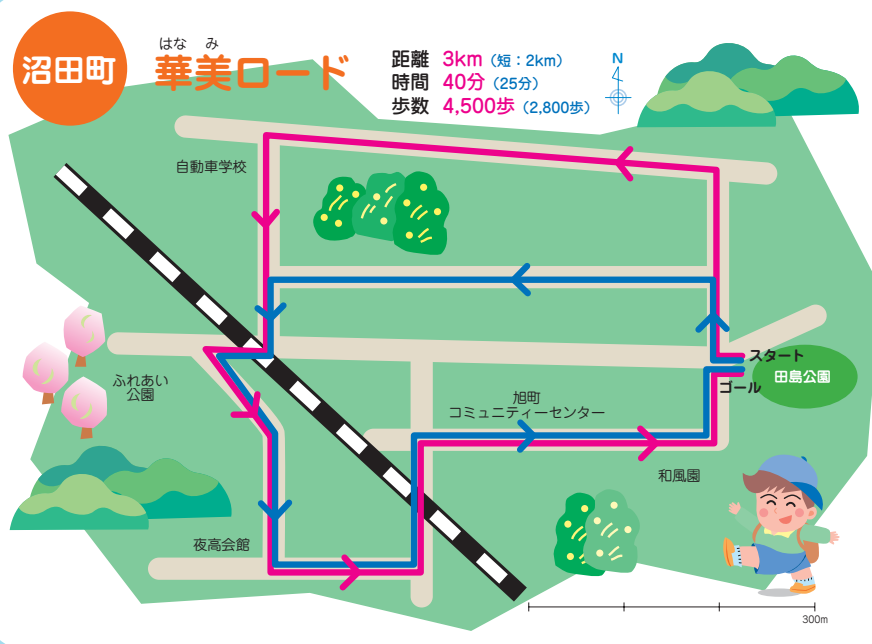 沼田町
はな み
華美ロード
距離 3km（短：2km）
時間 40分（25分）
歩数 4,500歩（2,800歩）
N
自動車学校
スタート
田島公園
ゴール
ふれあい
公園
旭町
コミュニティーセンター
和風園
夜高会館
300m